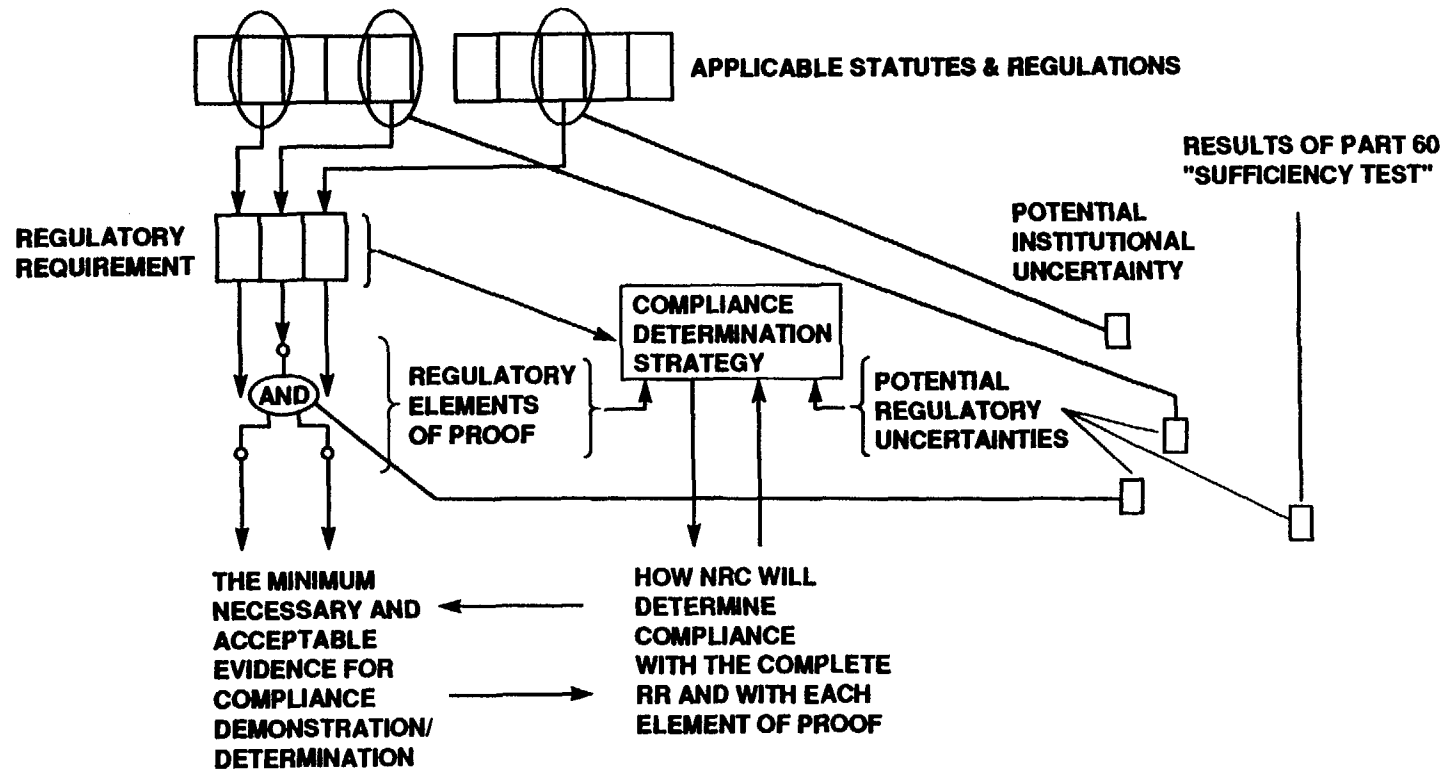 APPLICABLE STATUTES & REGULATIONS
RESULTS OF PART 60
"SUFFICIENCY TEST"
POTENTIAL
INSTITUTIONAL
UNCERTAINTY
REGULATORY
REQUIREMENT
COMPLIANCE
DETERMINATION
STRATEGY
REGULATORY
ELEMENTS
OF PROOF
POTENTIAL
REGULATORY
UNCERTAINTIES
AND
THE MINIMUM
NECESSARY AND
ACCEPTABLE
EVIDENCE FOR
COMPLIANCE
DEMONSTRATION/
DETERMINATION
HOW NRC WILL
DETERMINE
COMPLIANCE
WITH THE COMPLETE
RR AND WITH EACH
ELEMENT OF PROOF